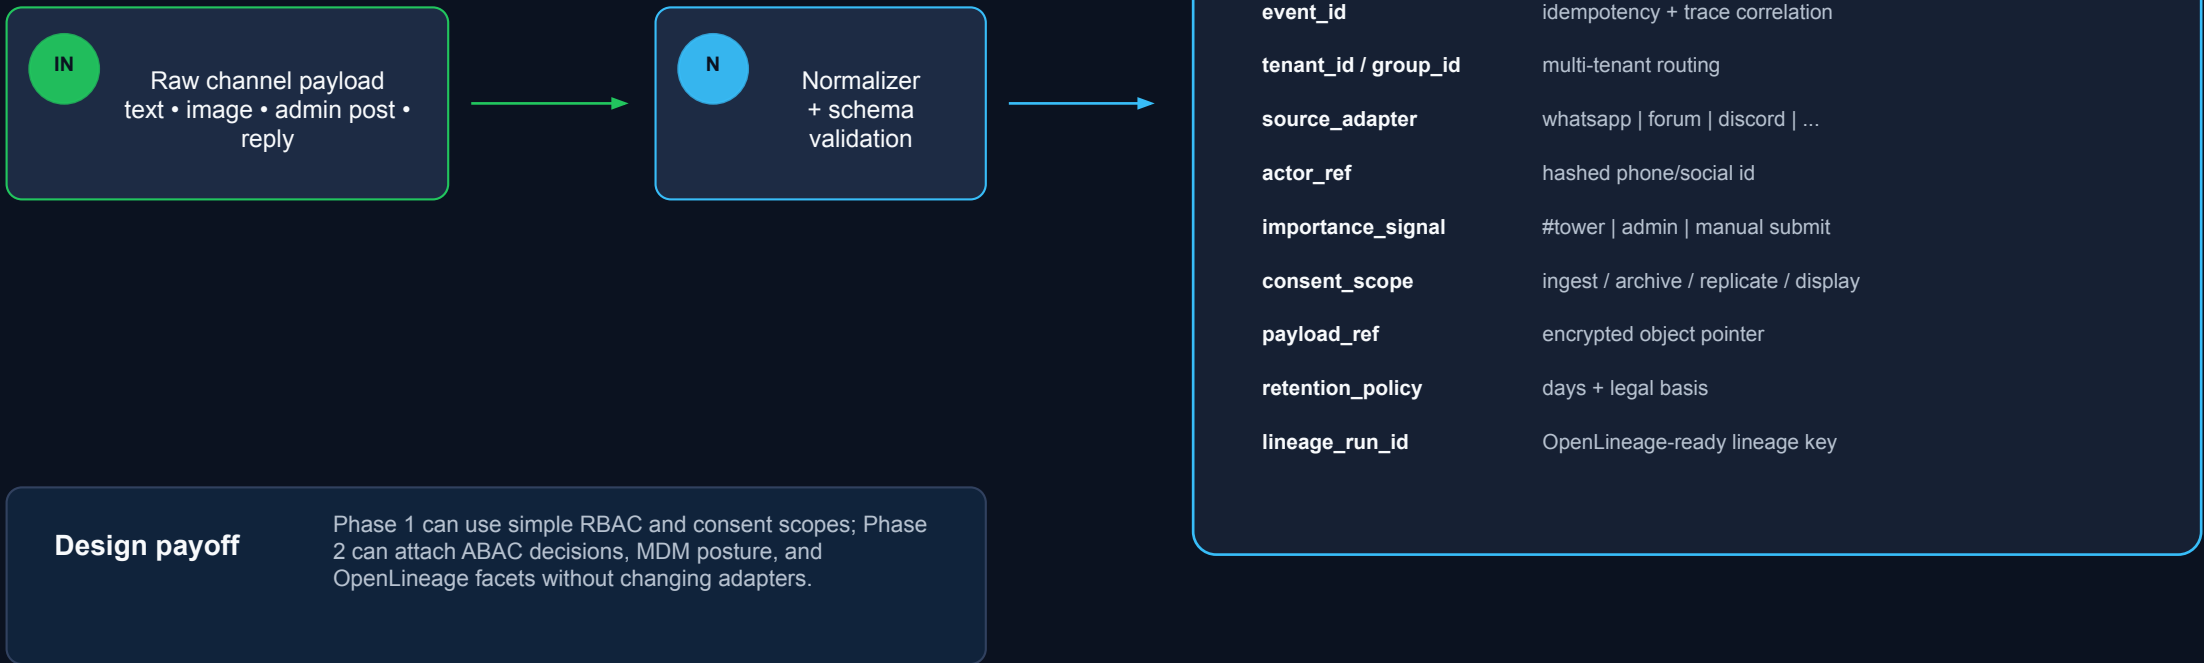 IN
Raw channel payload
text • image • admin post •
reply
N
Normalizer
+ schema
validation
event_id idempotency + trace correlation
tenant_id / group_id multi-tenant routing
source_adapter whatsapp | forum | discord | ...
actor_ref hashed phone/social id
importance_signal #tower | admin | manual submit
consent_scope ingest / archive / replicate / display
payload_ref encrypted object pointer
retention_policy days + legal basis
lineage_run_id OpenLineage-ready lineage key
Design payoff
Phase 1 can use simple RBAC and consent scopes; Phase
2 can attach ABAC decisions, MDM posture, and
OpenLineage facets without changing adapters.